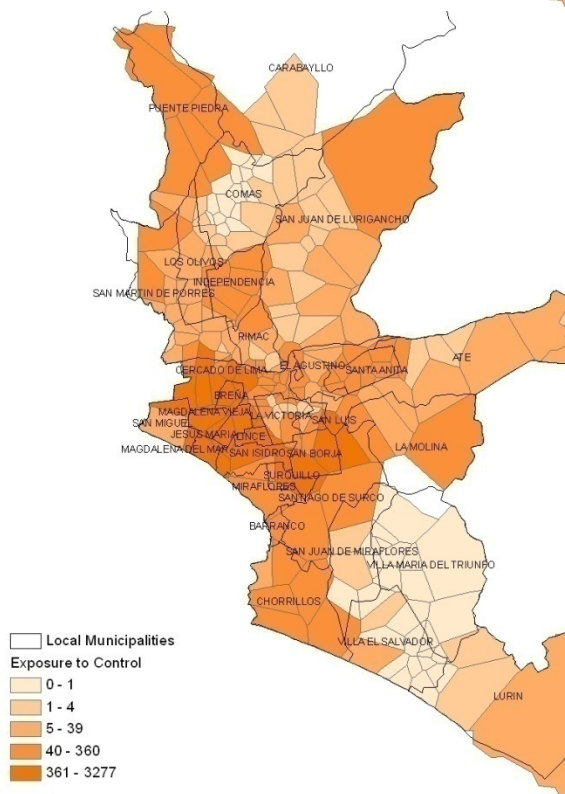 CARABAYLLO
PUENTE PIEDRA
COMAS
SAN JUAN DE LURIGANCHO
LOS OLIVOS
INDEPENDENCIA
SAN MARTIN DE PORRES
RIMAC
ATE
EL AGUSTINO
CERCADO DE LIMA
SANTA ANITA
BREÑA
MAGDALENA VIEJA
LA VICTORIA
SAN LUIS
SAN MIGUEL
JESUS MARIA
LINCE
LA MOLINA
MAGDALENA DEL MAR
SAN ISIDRO
SAN BORJA
SURQUILLO
MIRAFLORES
SANTIAGO DE SURCO
BARRANCO
SAN JUAN DE MIRAFLORES
VILLA MARIA DEL TRIUNFO
CHORRILLOS
VILLA EL SALVADOR
LURIN
Local Municipalities
Exposure to Control
0 - 1
1 - 4
5 - 39
40 - 360
361 - 3277